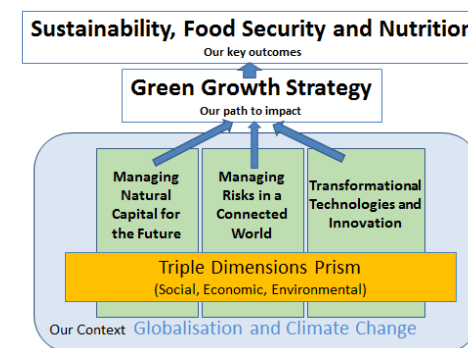 Sustainability, Food Security and Nutrition
Our key outcomes
Green Growth Strategy
Our path to impact
Managing
Natural
Capital for
the Future
Managing
Risks in a
Connected
World
Transformational
Technologies and
Innovation
Triple Dimensions Prism
(Social, Economic, Environmental)
Our Context Globalisation and Climate Change